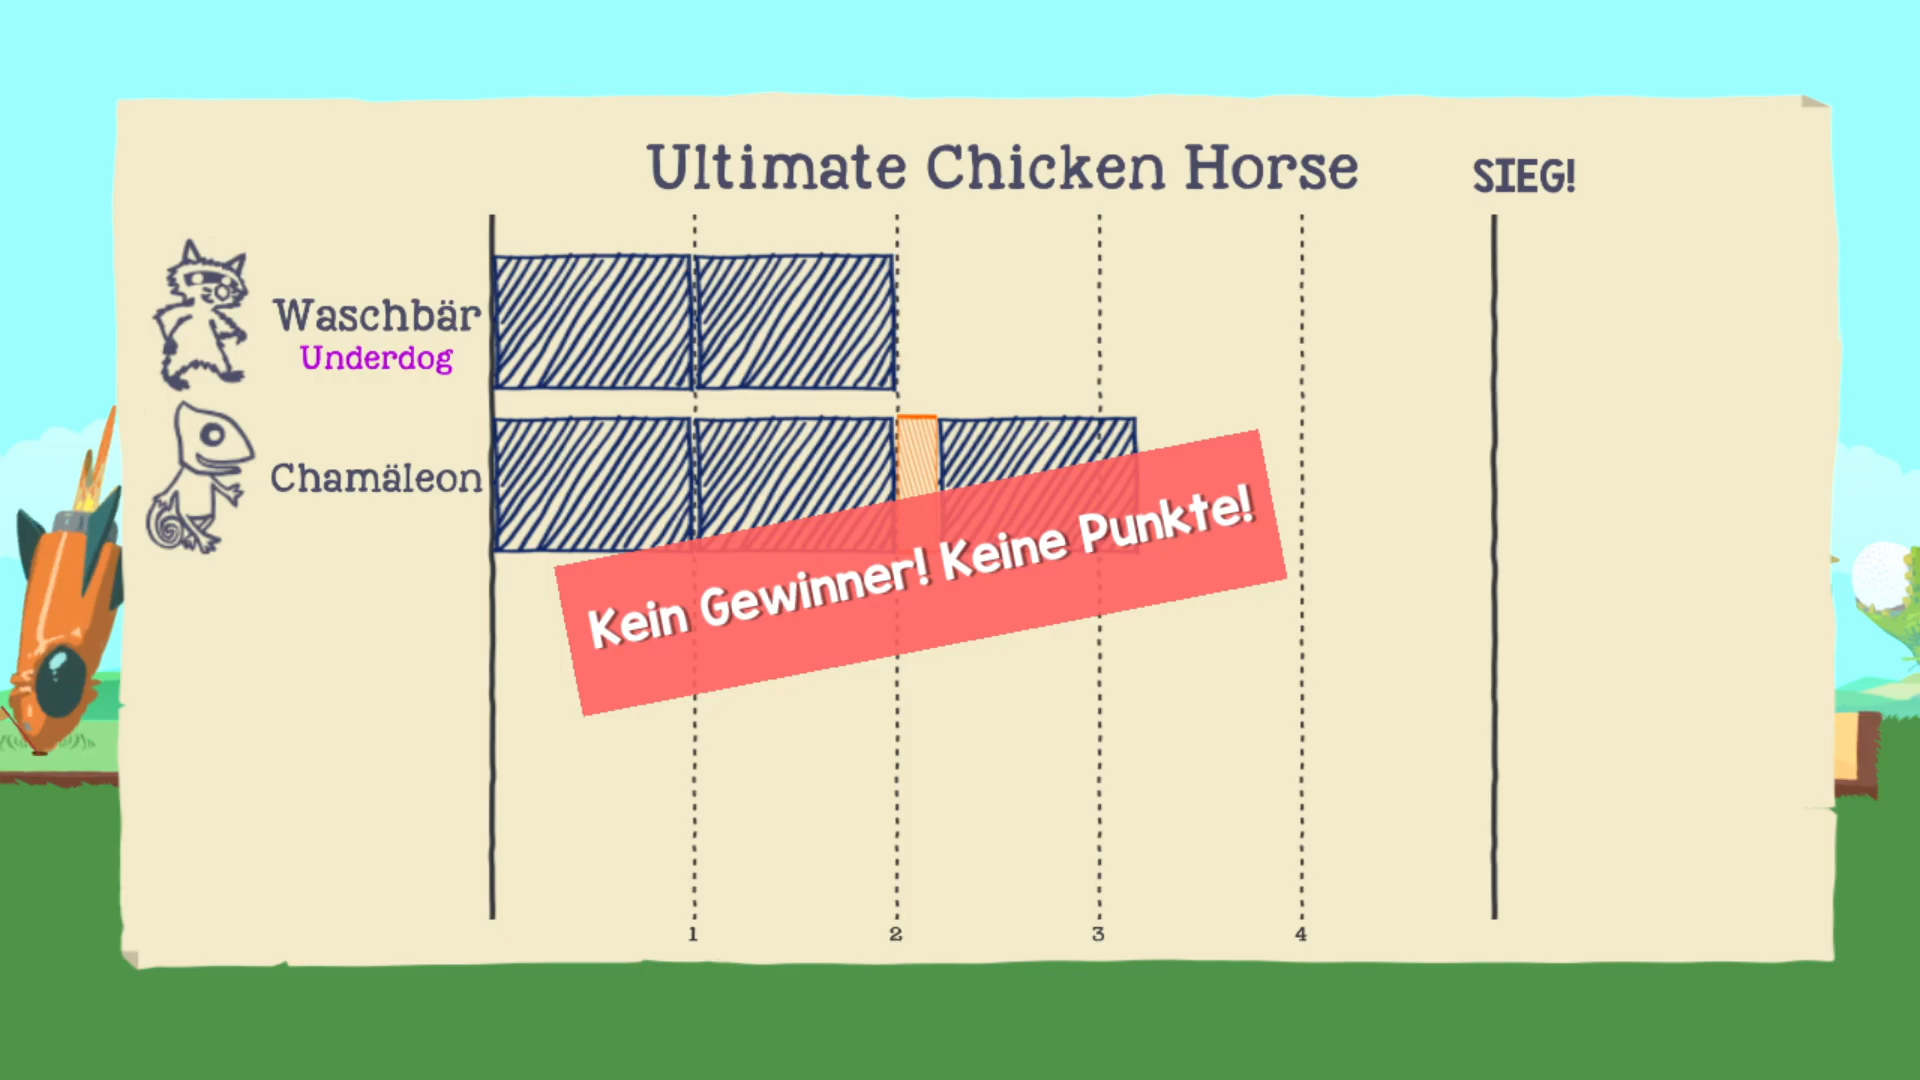 Ultimate Chicken Horse
SIEG!
Waschbär
Underdog
Chamäleon
Kein Gewinner! Keine Punkte!
1 2 3 4